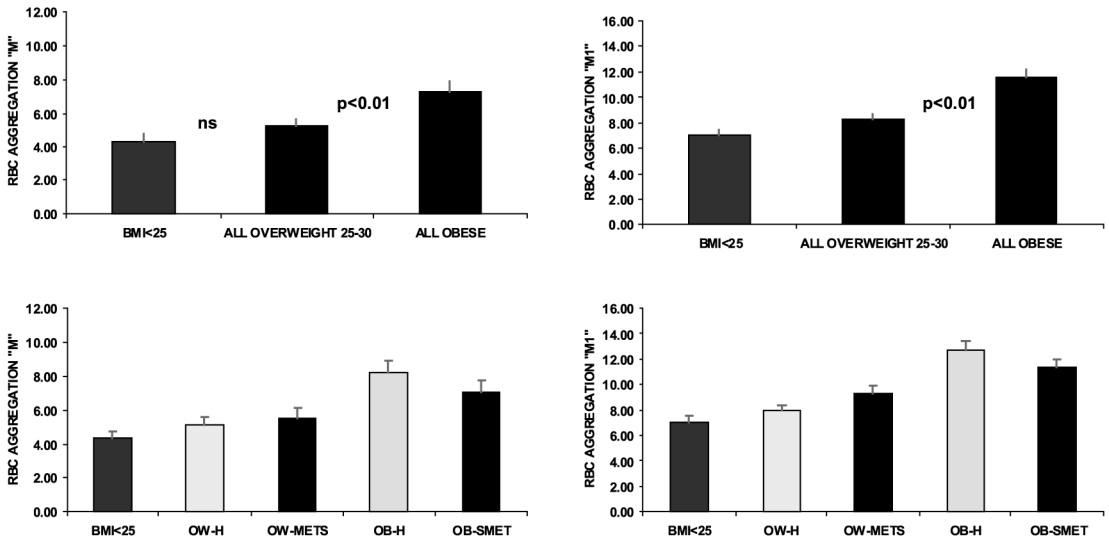 RBC AGGREGATION "M"
12.00
10.00
8.00
6.00
4.00
2.00
0.00
ns
p<0.01
BMI<25 ALL OVERWEIGHT 25-30 ALL OBESE
RBC AGGREGATION "M1"
16.00
14.00
12.00
10.00
8.00
6.00
4.00
2.00
0.00
p<0.01
BMI<25 ALL OVERWEIGHT 25-30 ALL OBESE
RBC AGGREGATION "M"
12.00
10.00
8.00
6.00
4.00
2.00
0.00
BMI<25 OW-H OW-METS OB-H OB-SMET
RBC AGGREGATION "M1"
16.00
14.00
12.00
10.00
8.00
6.00
4.00
2.00
0.00
BMI<25 OW-H OW-METS OB-H OB-SMET